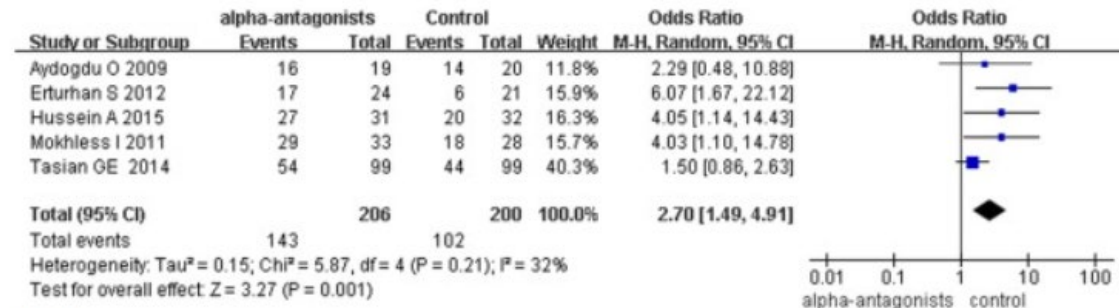 alpha-antagonists Control Odds Ratio Odds Ratio
Study or Subgroup Events Total Events Total Weight M-H, Random, 95% CI M-H, Random, 95% CI
Aydogdu O 2009 16 19 14 20 11.8% 2.29 [0.48, 10.88]
Erturhan S 2012 17 24 6 21 15.9% 6.07 [1.67, 22.12]
Hussein A 2015 27 31 20 32 16.3% 4.05 [1.14, 14.43]
Mokhless I 2011 29 33 18 28 15.7% 4.03 [1.10, 14.78]
Tasian GE 2014 54 99 44 99 40.3% 1.50 [0.86, 2.63]
Total (95% CI) 206 200 100.0% 2.70 [1.49, 4.91]
Total events 143 102
Heterogeneity: Tau² = 0.15; Chi² = 5.87, df = 4 (P = 0.21); I² = 32%
Test for overall effect: Z = 3.27 (P = 0.001)
0.01 0.1 1 10 100
alpha-antagonists control